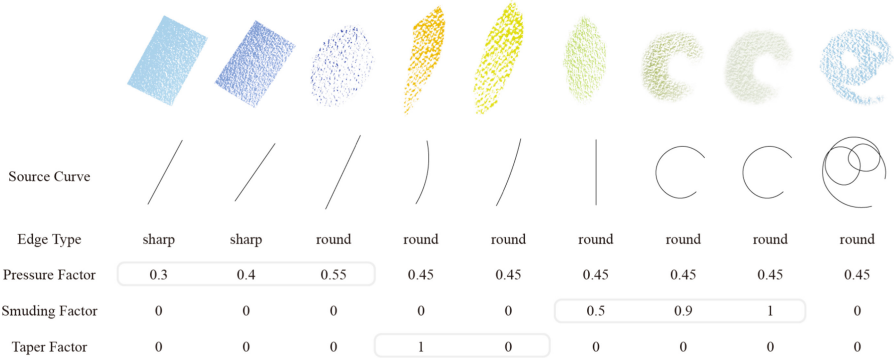 Source Curve
Edge Type sharp sharp round round round round round round round
Pressure Factor 0.3 0.4 0.55 0.45 0.45 0.45 0.45 0.45 0.45
Smuding Factor 0 0 0 0 0 0.5 0.9 1 0
Taper Factor 0 0 0 1 0 0 0 0 0